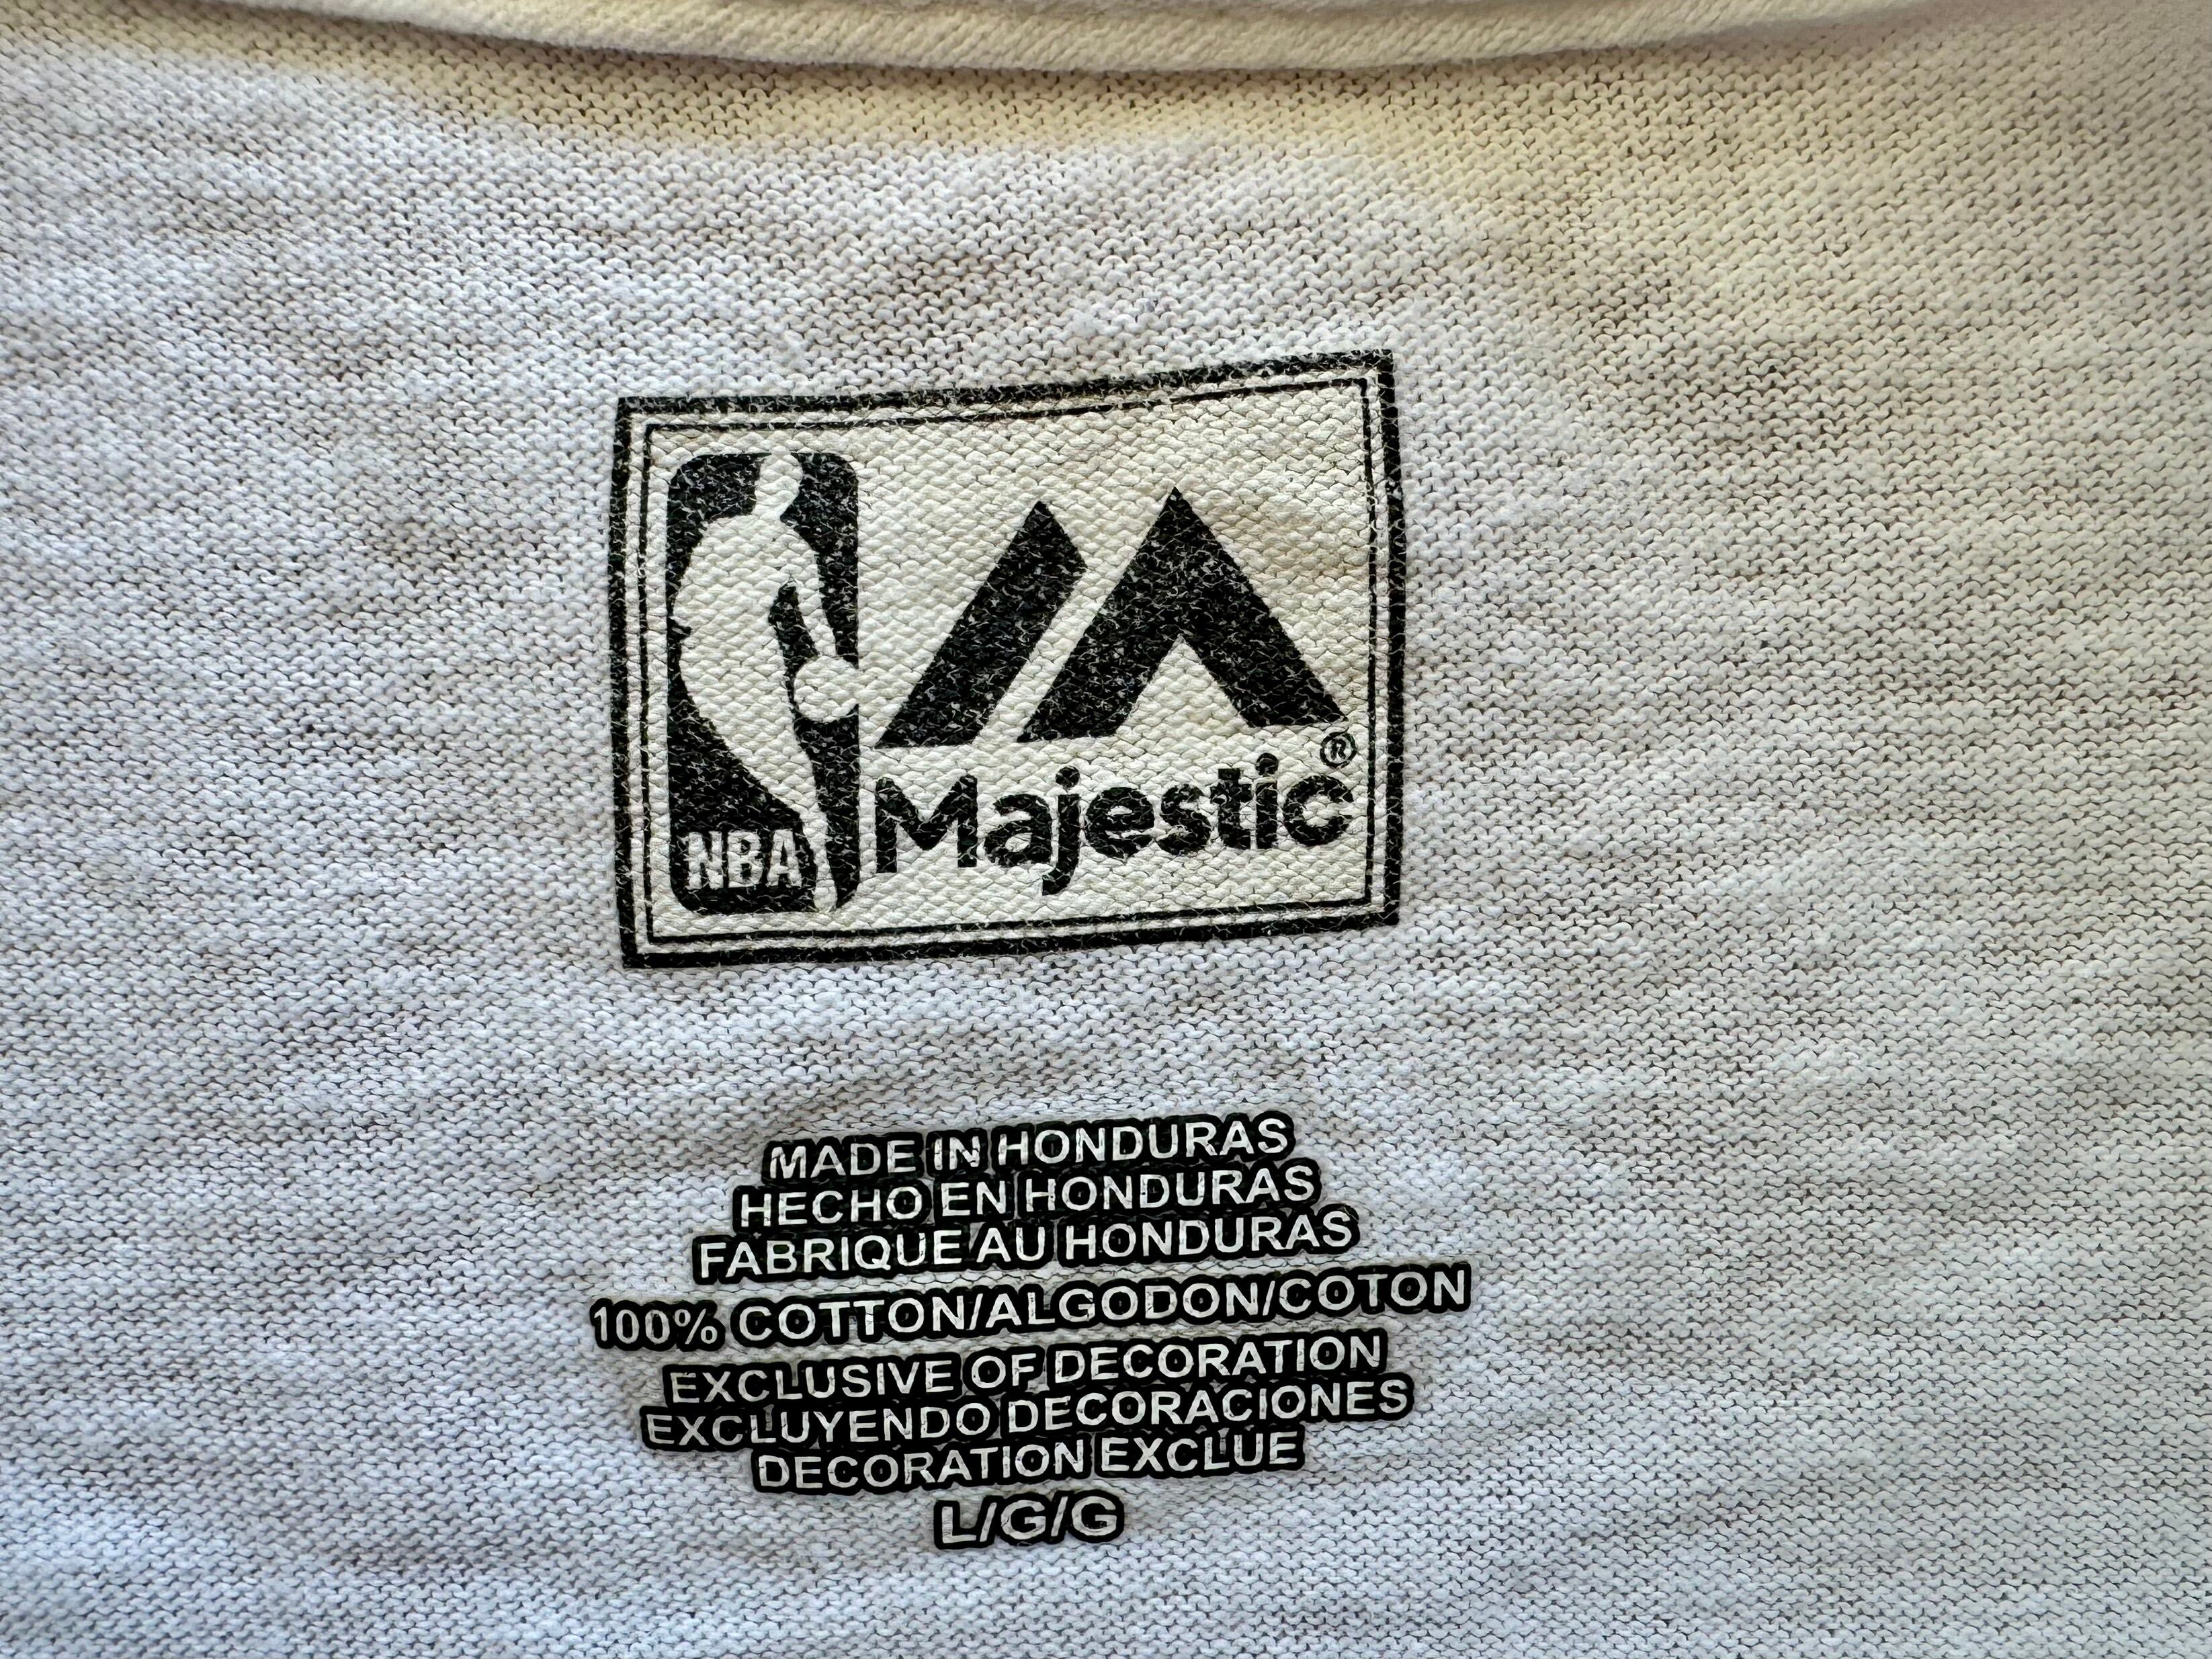 NBA
Majestic®
MADE IN HONDURAS
HECHO EN HONDURAS
FABRIQUE AU HONDURAS
100% COTTON/ALGODON/COTON
EXCLUSIVE OF DECORATION
EXCLUYENDO DECORACIONES
DECORATION EXCLUE
L/G/G